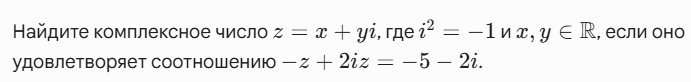 Найдите комплексное число z = x + yi, где i² = −1 и x, y ∈ ℝ, если оно
удовлетворяет соотношению −z + 2iz = −5 − 2i.